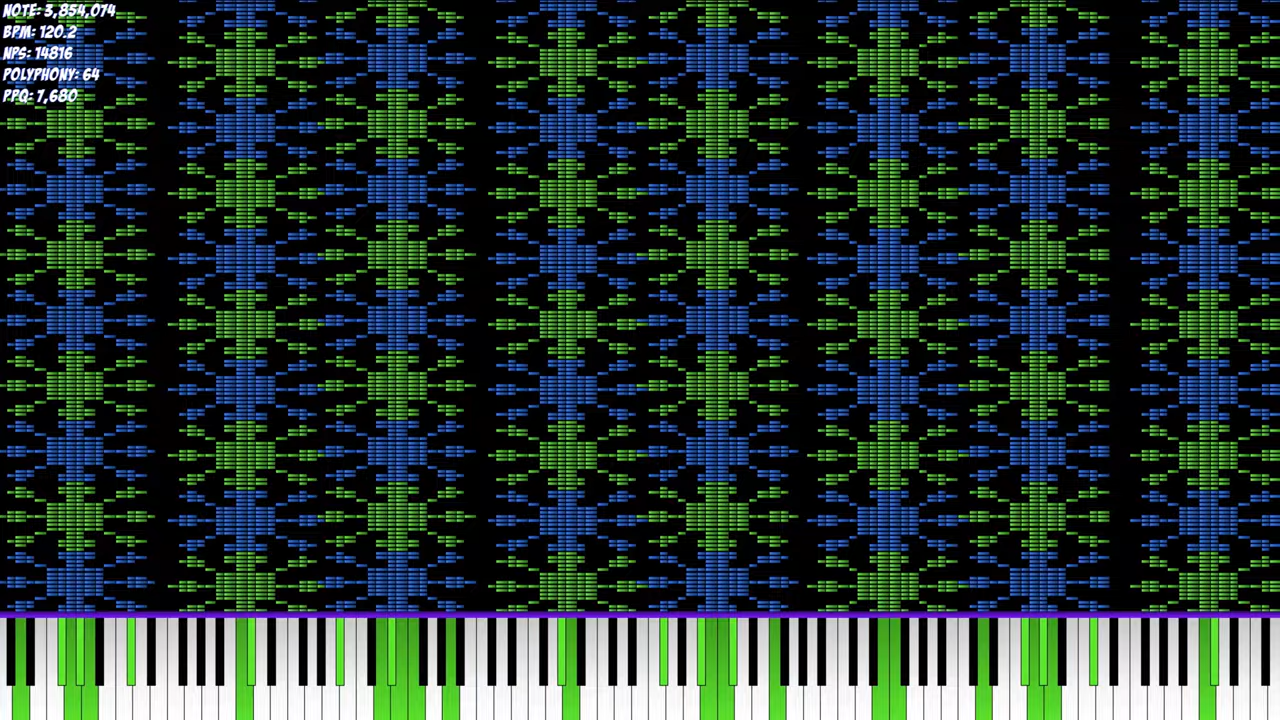 NOTE: 3,854,074
BPM: 120.2
NPS: 14816
POLYPHONY: 64
PPQ: 7,680